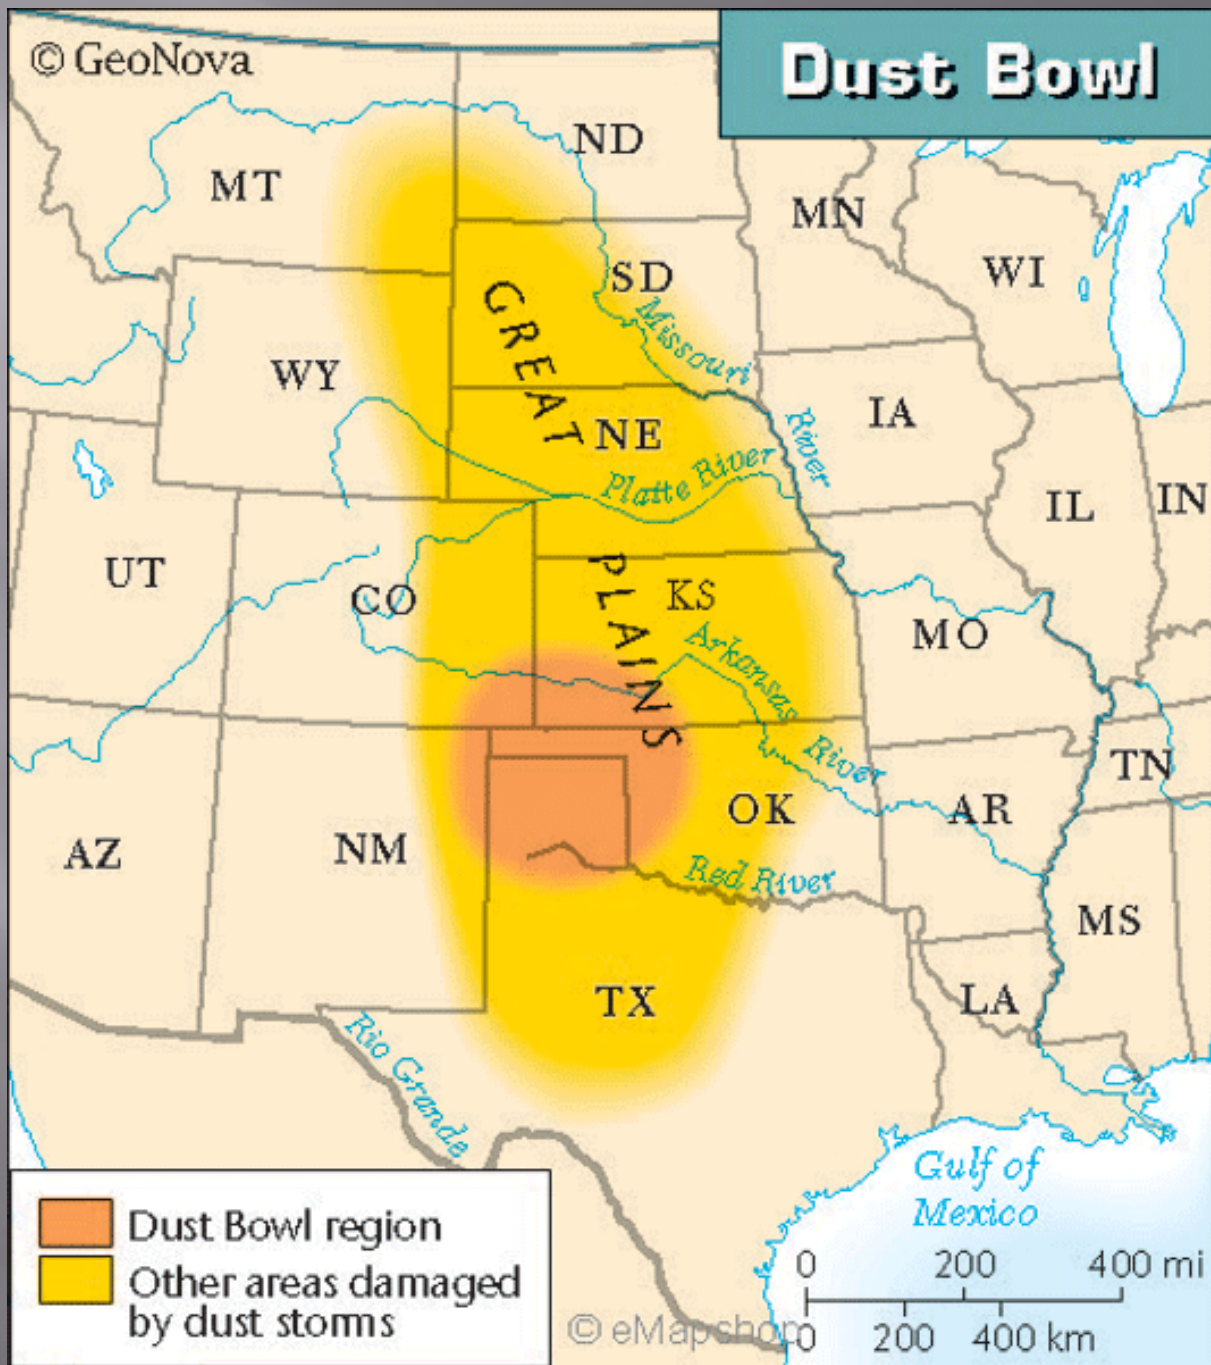 © GeoNova
Dust Bowl
ND
MT
MN
WI
SD
GREAT
Missouri
River
WY
IA
NE
Platte River
IL
IN
UT
CO
PLAINS
KS
MO
Arkansas
River
TN
OK
AR
AZ
NM
Red River
MS
TX
LA
Rio Grande
Gulf of
Mexico
Dust Bowl region
Other areas damaged
by dust storms
0 200 400 mi
0 200 400 km
© eMapshop